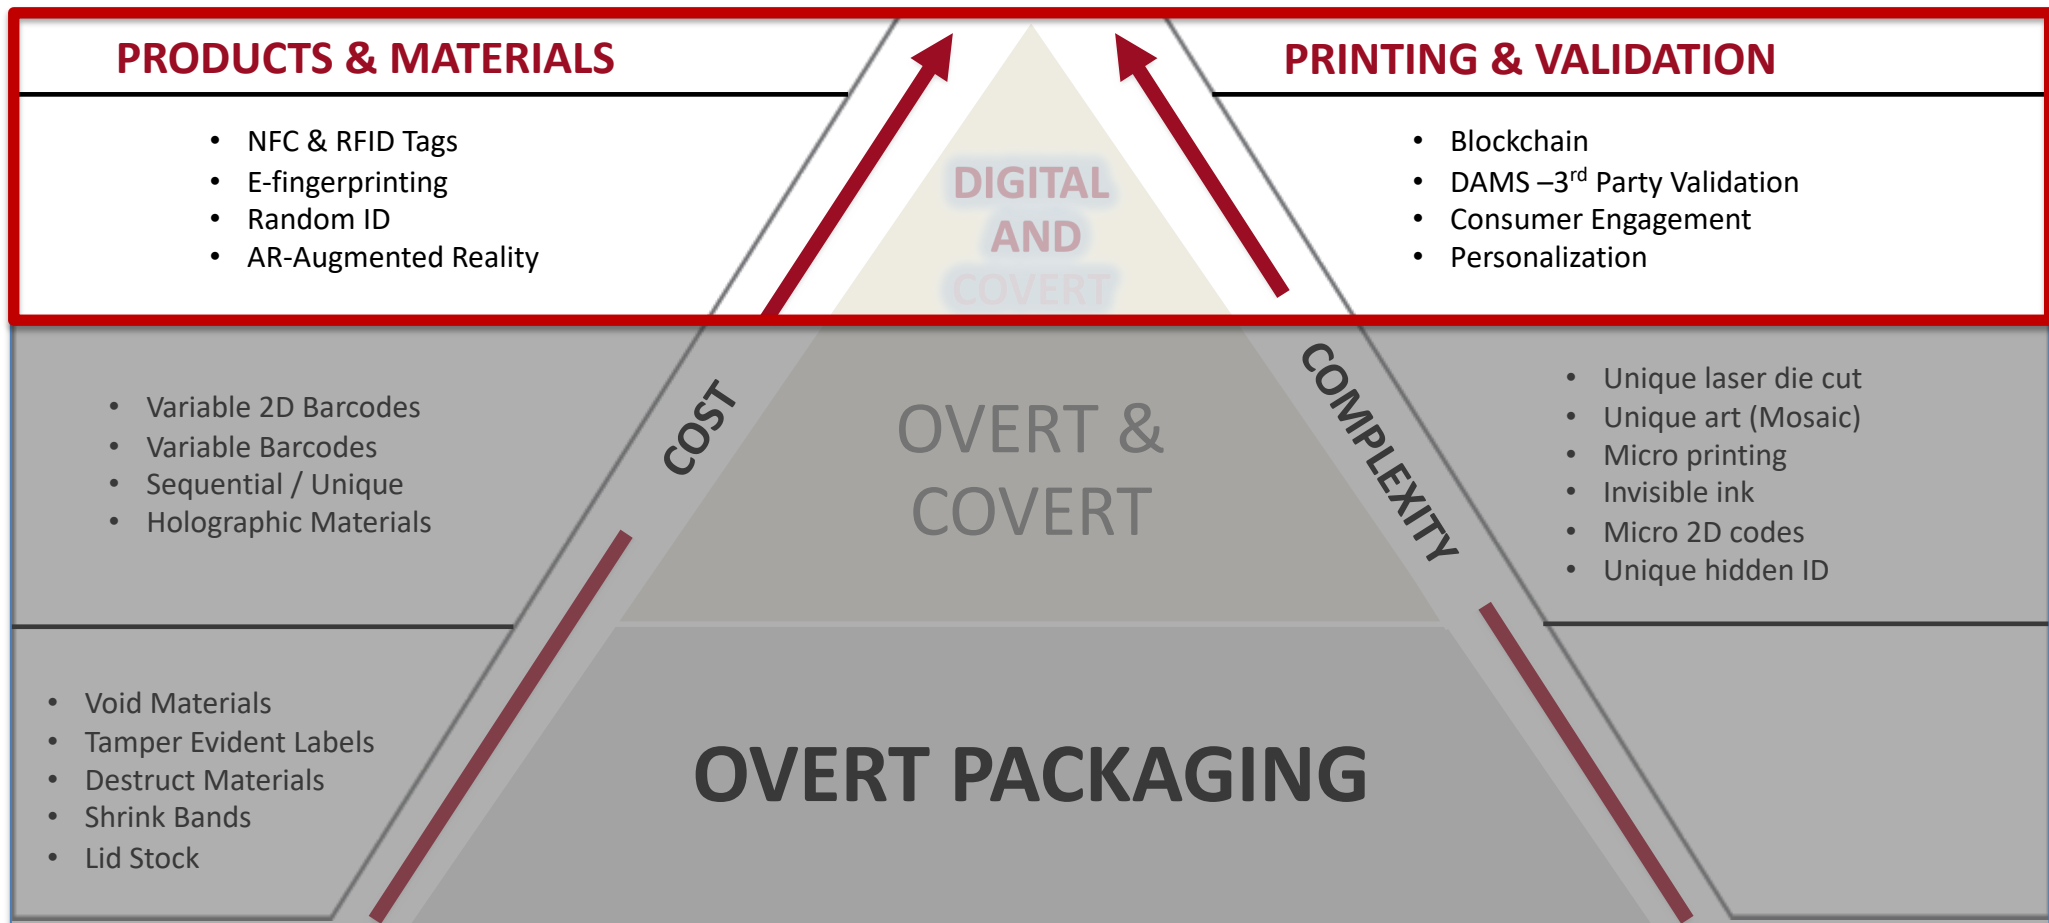 PRODUCTS & MATERIALS
• NFC & RFID Tags
• E-fingerprinting
• Random ID
• AR-Augmented Reality
DIGITAL
AND
COVERT
PRINTING & VALIDATION
• Blockchain
• DAMS –3rd Party Validation
• Consumer Engagement
• Personalization
• Variable 2D Barcodes
• Variable Barcodes
• Sequential / Unique
• Holographic Materials
COST
OVERT &
COVERT
COMPLEXITY
• Unique laser die cut
• Unique art (Mosaic)
• Micro printing
• Invisible ink
• Micro 2D codes
• Unique hidden ID
• Void Materials
• Tamper Evident Labels
• Destruct Materials
• Shrink Bands
• Lid Stock
OVERT PACKAGING